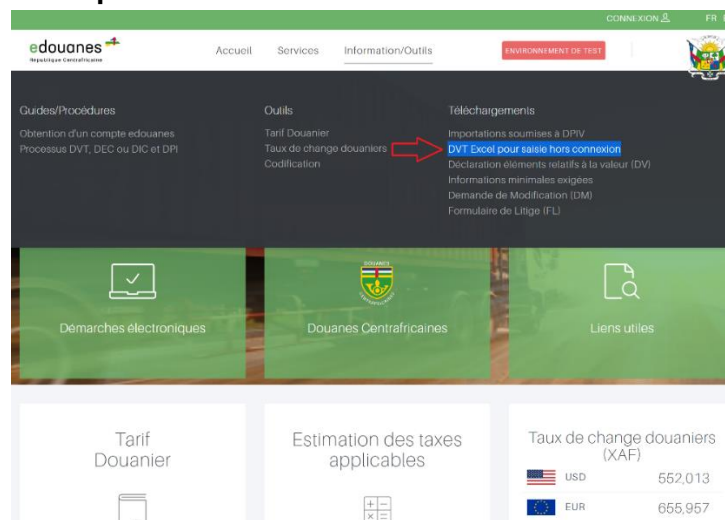 CONNEXION FR
edouanes
République Centrafricaine
Accueil Services Information/Outils ENVIRONNEMENT DE TEST
Guides/Procédures
Obtention d'un compte edouanes
Processus DVT, DEC ou DIC et DPI
Outils
Tarif Douanier
Taux de change douaniers
Codification
Téléchargements
Importations soumises à DPIV
DVT Excel pour saisie hors connexion
Déclaration éléments relatifs à la valeur (DV)
Informations minimales exigées
Demande de Modification (DM)
Formulaire de Litige (FL)
Démarches électroniques
DOUANES
Douanes Centrafricaines
Liens utiles
Tarif
Douanier
Estimation des taxes
applicables
Taux de change douaniers
(XAF)
USD 552,013
EUR 655,957